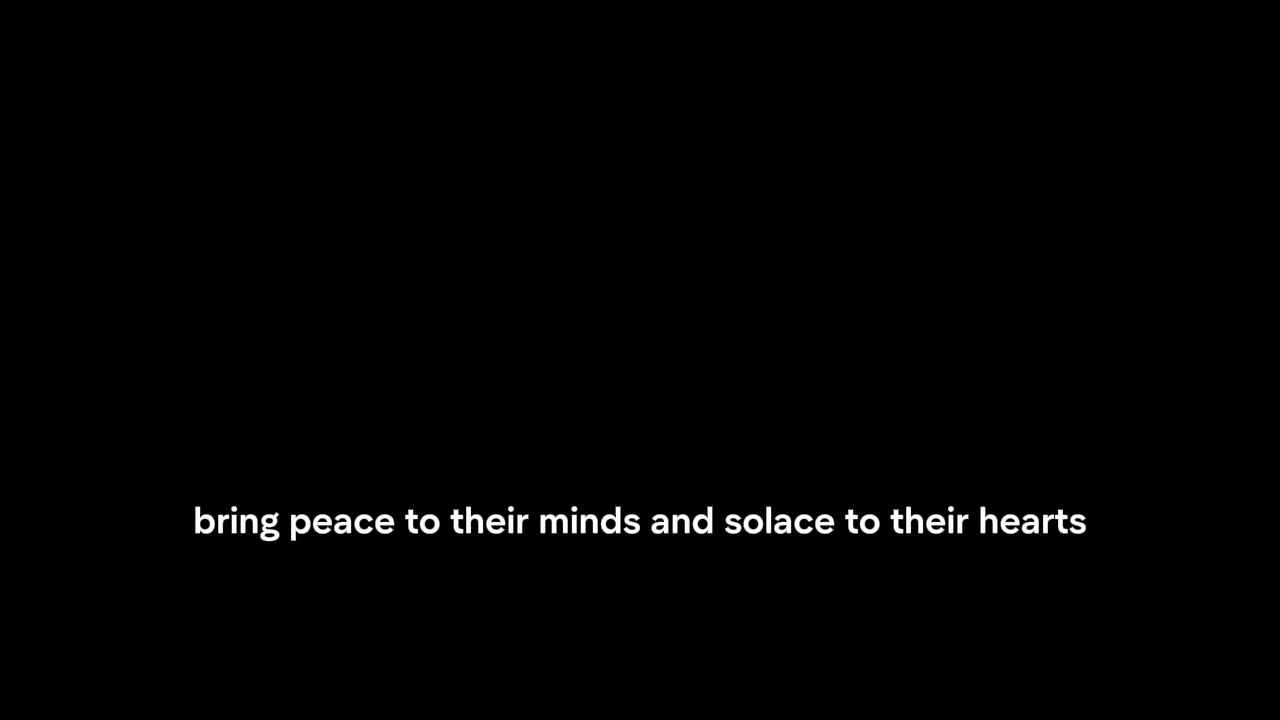 bring peace to their minds and solace to their hearts